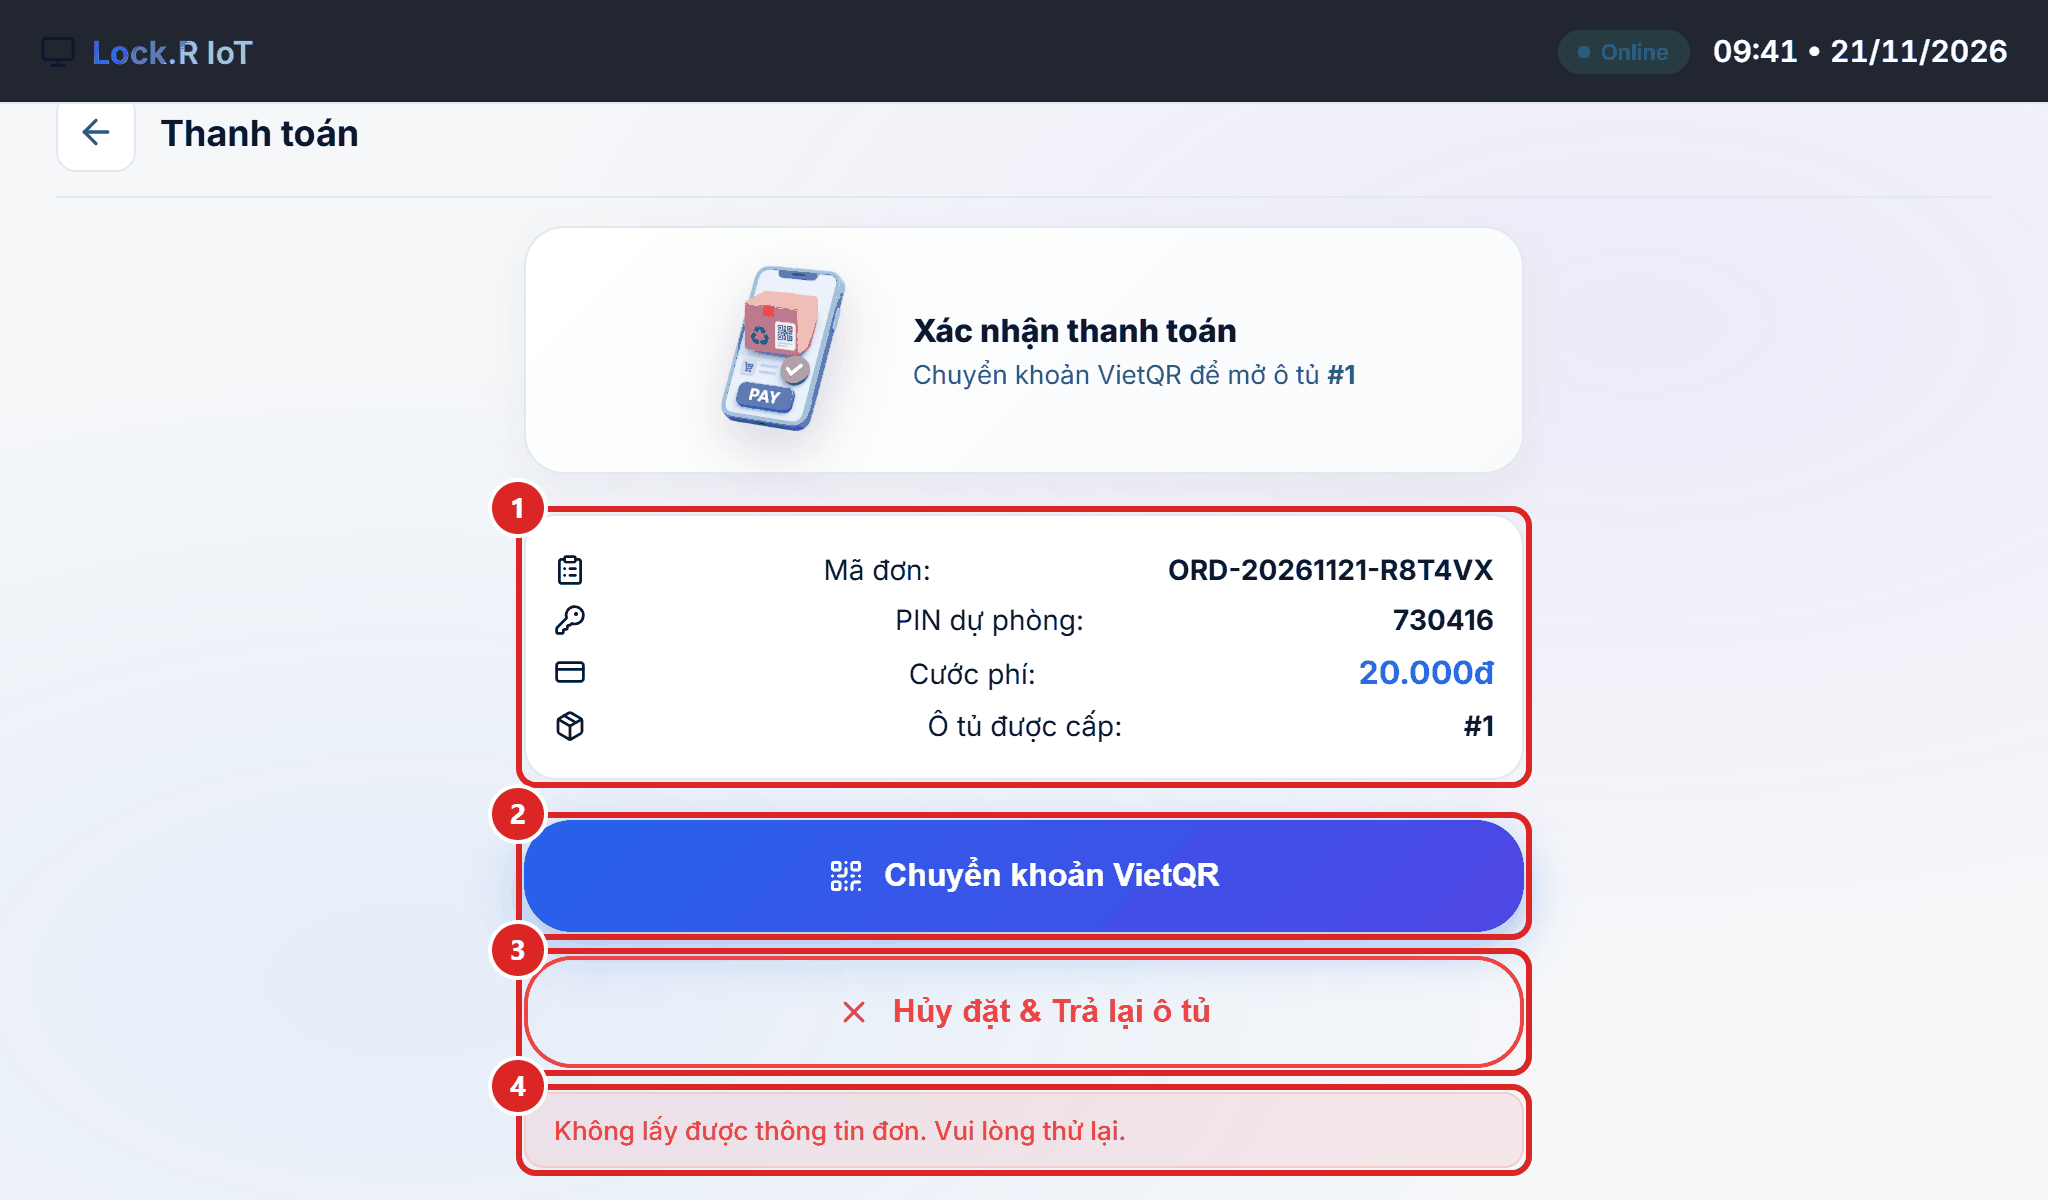 Lock.R IoT
Online
09:41 • 21/11/2026
Thanh toán
PAY
Xác nhận thanh toán
Chuyển khoản VietQR để mở ô tủ #1
1
Mã đơn: ORD-20261121-R8T4VX
PIN dự phòng: 730416
Cước phí: 20.000đ
Ô tủ được cấp: #1
2
Chuyển khoản VietQR
3
Hủy đặt & Trả lại ô tủ
4
Không lấy được thông tin đơn. Vui lòng thử lại.